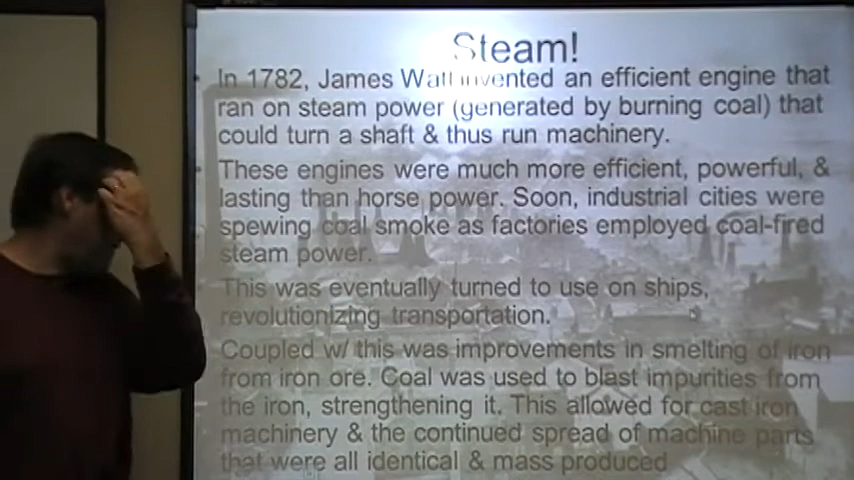 Steam!
In 1782, James Watt invented an efficient engine that
ran on steam power (generated by burning coal) that
could turn a shaft & thus run machinery.
These engines were much more efficient, powerful, &
lasting than horse power. Soon, industrial cities were
spewing coal smoke as factories employed coal-fired
steam power.
This was eventually turned to use on ships,
revolutionizing transportation.
Coupled w/ this was improvements in smelting of iron
from iron ore. Coal was used to blast impurities from
the iron, strengthening it. This allowed for cast iron
machinery & the continued spread of machine parts
that were all identical & mass produced